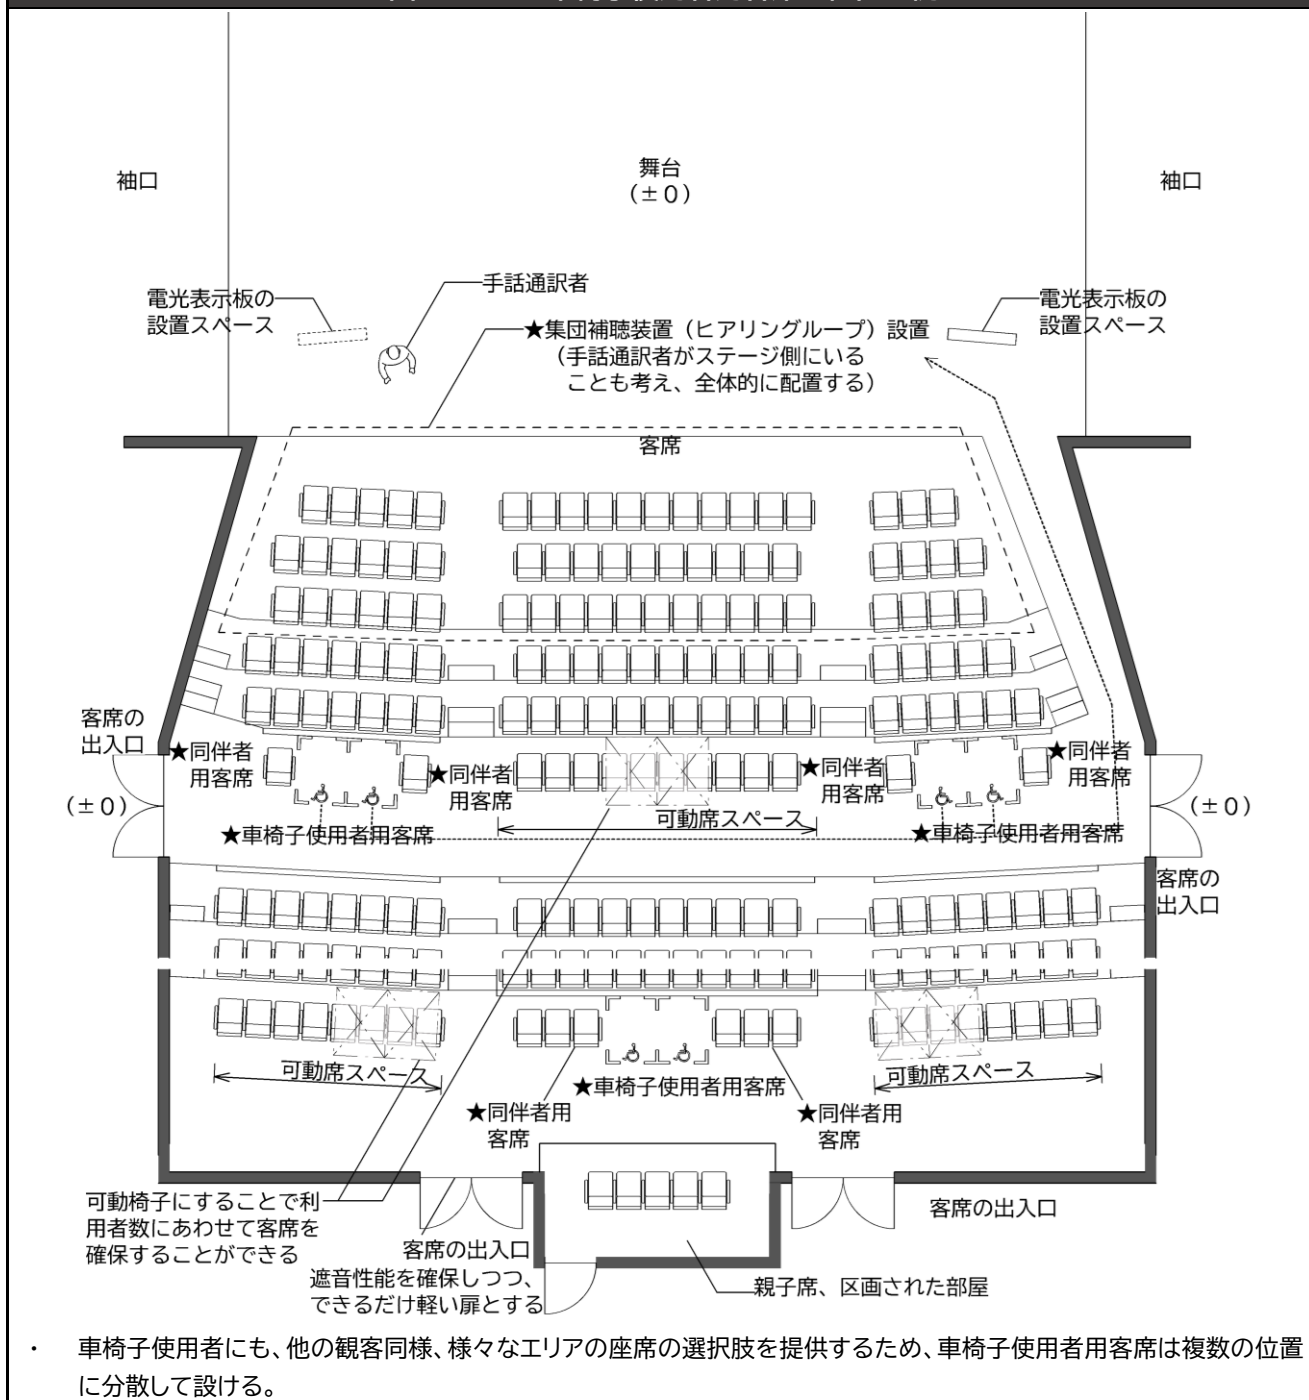 舞台
(±0)
袖口
袖口
手話通訳者
電光表示板の
設置スペース
★集団補聴装置（ヒアリングループ）設置
（手話通訳者がステージ側にいる
ことも考え、全体的に配置する）
電光表示板の
設置スペース
客席
客席の
出入口
(±0)
★同伴者
用客席
★同伴者
用客席
★同伴者
用客席
★同伴者
用客席
(±0)
可動席スペース
★車椅子使用者用客席
★車椅子使用者用客席
客席の
出入口
可動席スペース
可動席スペース
★車椅子使用者用客席
★同伴者用
客席
★同伴者用
客席
可動椅子にすることで利
用者数にあわせて客席を
確保することができる
客席の出入口
遮音性能を確保しつつ、
できるだけ軽い扉とする
客席の出入口
親子席、区画された部屋
・ 車椅子使用者にも、他の観客同様、様々なエリアの座席の選択肢を提供するため、車椅子使用者用客席は複数の位置
に分散して設ける。